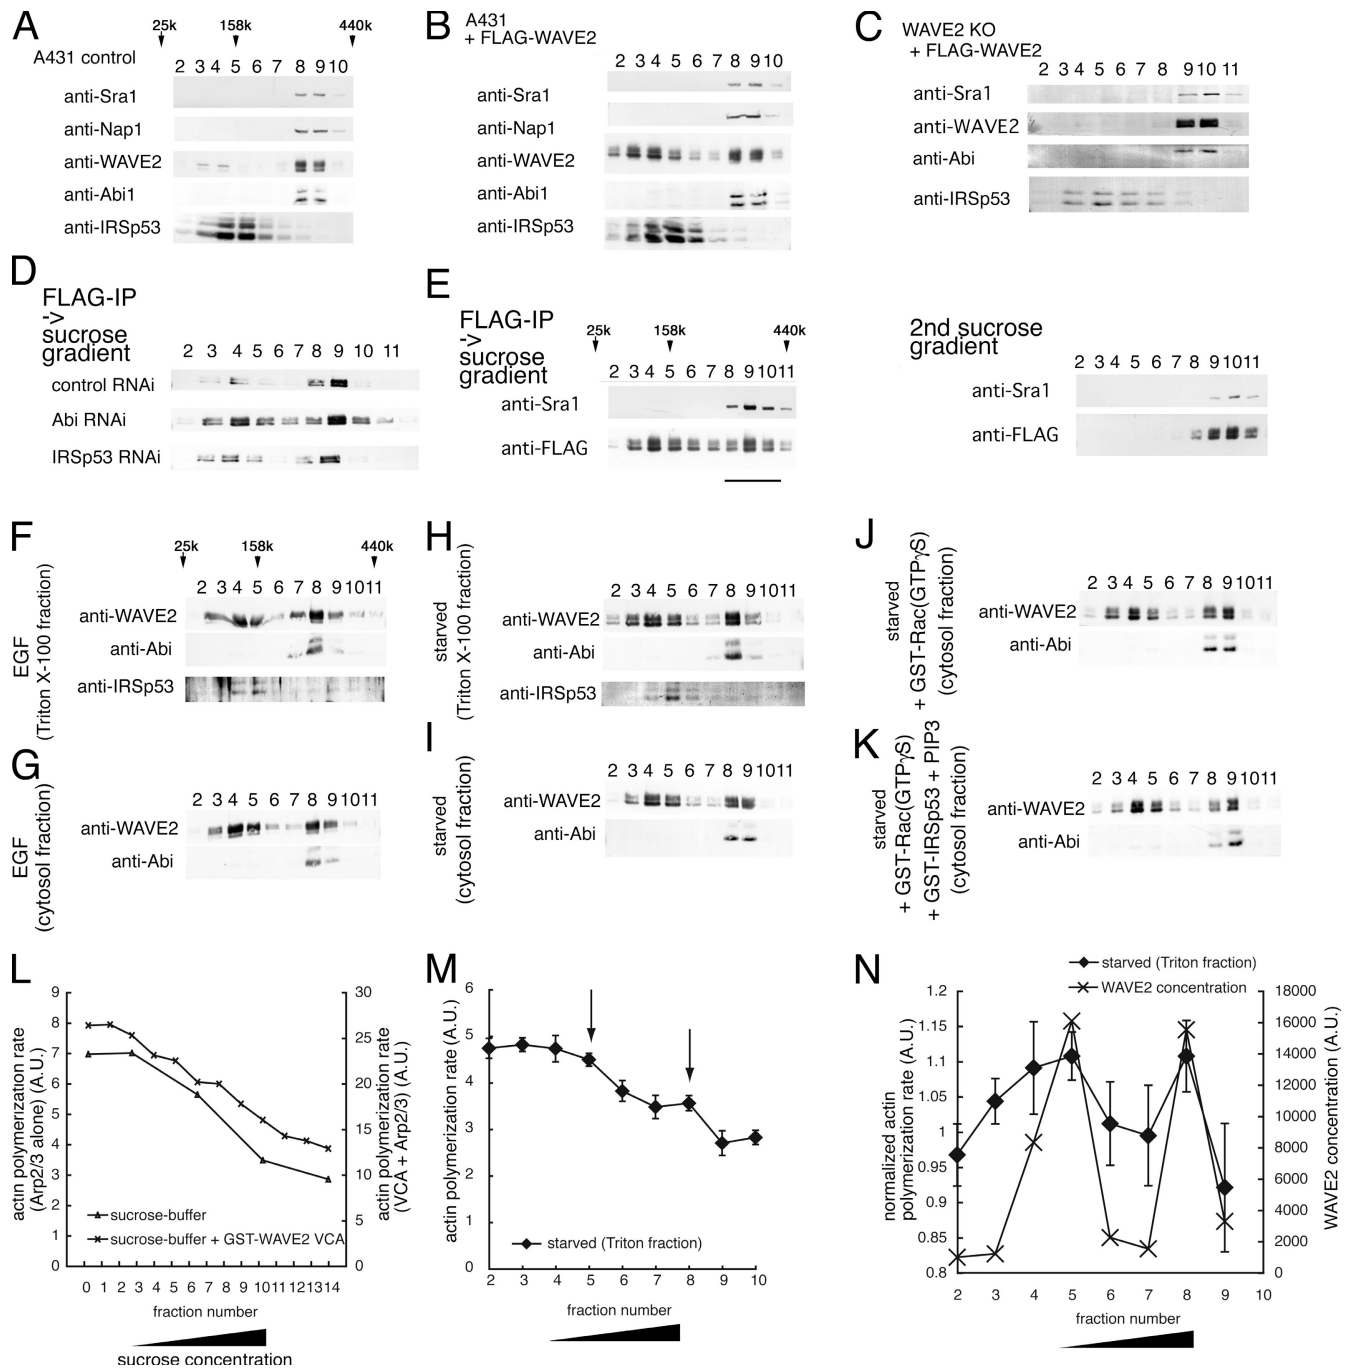 A
25k 158k 440k
A431 control
2 3 4 5 6 7 8 9 10
anti-Sra1
anti-Nap1
anti-WAVE2
anti-Abi1
anti-IRSp53
B
A431
+ FLAG-WAVE2
2 3 4 5 6 7 8 9 10
anti-Sra1
anti-Nap1
anti-WAVE2
anti-Abi1
anti-IRSp53
C
WAVE2 KO
+ FLAG-WAVE2
2 3 4 5 6 7 8 9 10 11
anti-Sra1
anti-WAVE2
anti-Abi
anti-IRSp53
D
FLAG-IP
->
sucrose
gradient
2 3 4 5 6 7 8 9 10 11
control RNAi
Abi RNAi
IRSp53 RNAi
E
FLAG-IP
->
sucrose
gradient
25k 158k 440k
2 3 4 5 6 7 8 9 1011
anti-Sra1
anti-FLAG
2nd sucrose
gradient
2 3 4 5 6 7 8 9 1011
anti-Sra1
anti-FLAG
F
25k 158k 440k
EGF
(Triton X-100 fraction)
2 3 4 5 6 7 8 9 1011
anti-WAVE2
anti-Abi
anti-IRSp53
G
EGF
(cytosol fraction)
2 3 4 5 6 7 8 9 1011
anti-WAVE2
anti-Abi
H
starved
(Triton X-100 fraction)
2 3 4 5 6 7 8 9 1011
anti-WAVE2
anti-Abi
anti-IRSp53
I
starved
(cytosol fraction)
2 3 4 5 6 7 8 9 1011
anti-WAVE2
anti-Abi
J
starved
+ GST-Rac(GTPγS)
(cytosol fraction)
2 3 4 5 6 7 8 9 1011
anti-WAVE2
anti-Abi
K
starved
+ GST-Rac(GTPγS)
+ GST-IRSp53 + PIP3
(cytosol fraction)
2 3 4 5 6 7 8 9 1011
anti-WAVE2
anti-Abi
L
actin polymerization rate
(Arp2/3 alone) (A.U.)
9
8
7
6
5
4
3
2
1
0
30
25
20
15
10
5
0
actin polymerization rate
(VCA + Arp2/3) (A.U.)
sucrose-buffer
sucrose-buffer + GST-WAVE2 VCA
0 1 2 3 4 5 6 7 8 9 10 11 12 13 14
fraction number
sucrose concentration
M
actin polymerization rate (A.U.)
6
5
4
3
2
1
0
starved (Triton fraction)
2 3 4 5 6 7 8 9 10
fraction number
N
starved (Triton fraction)
WAVE2 concentration
normalized actin
polymerization rate (A.U.)
1.2
1.15
1.1
1.05
1
0.95
0.9
0.85
0.8
18000
16000
14000
12000
10000
8000
6000
4000
2000
0
WAVE2 concentration (A.U.)
2 3 4 5 6 7 8 9 10
fraction number